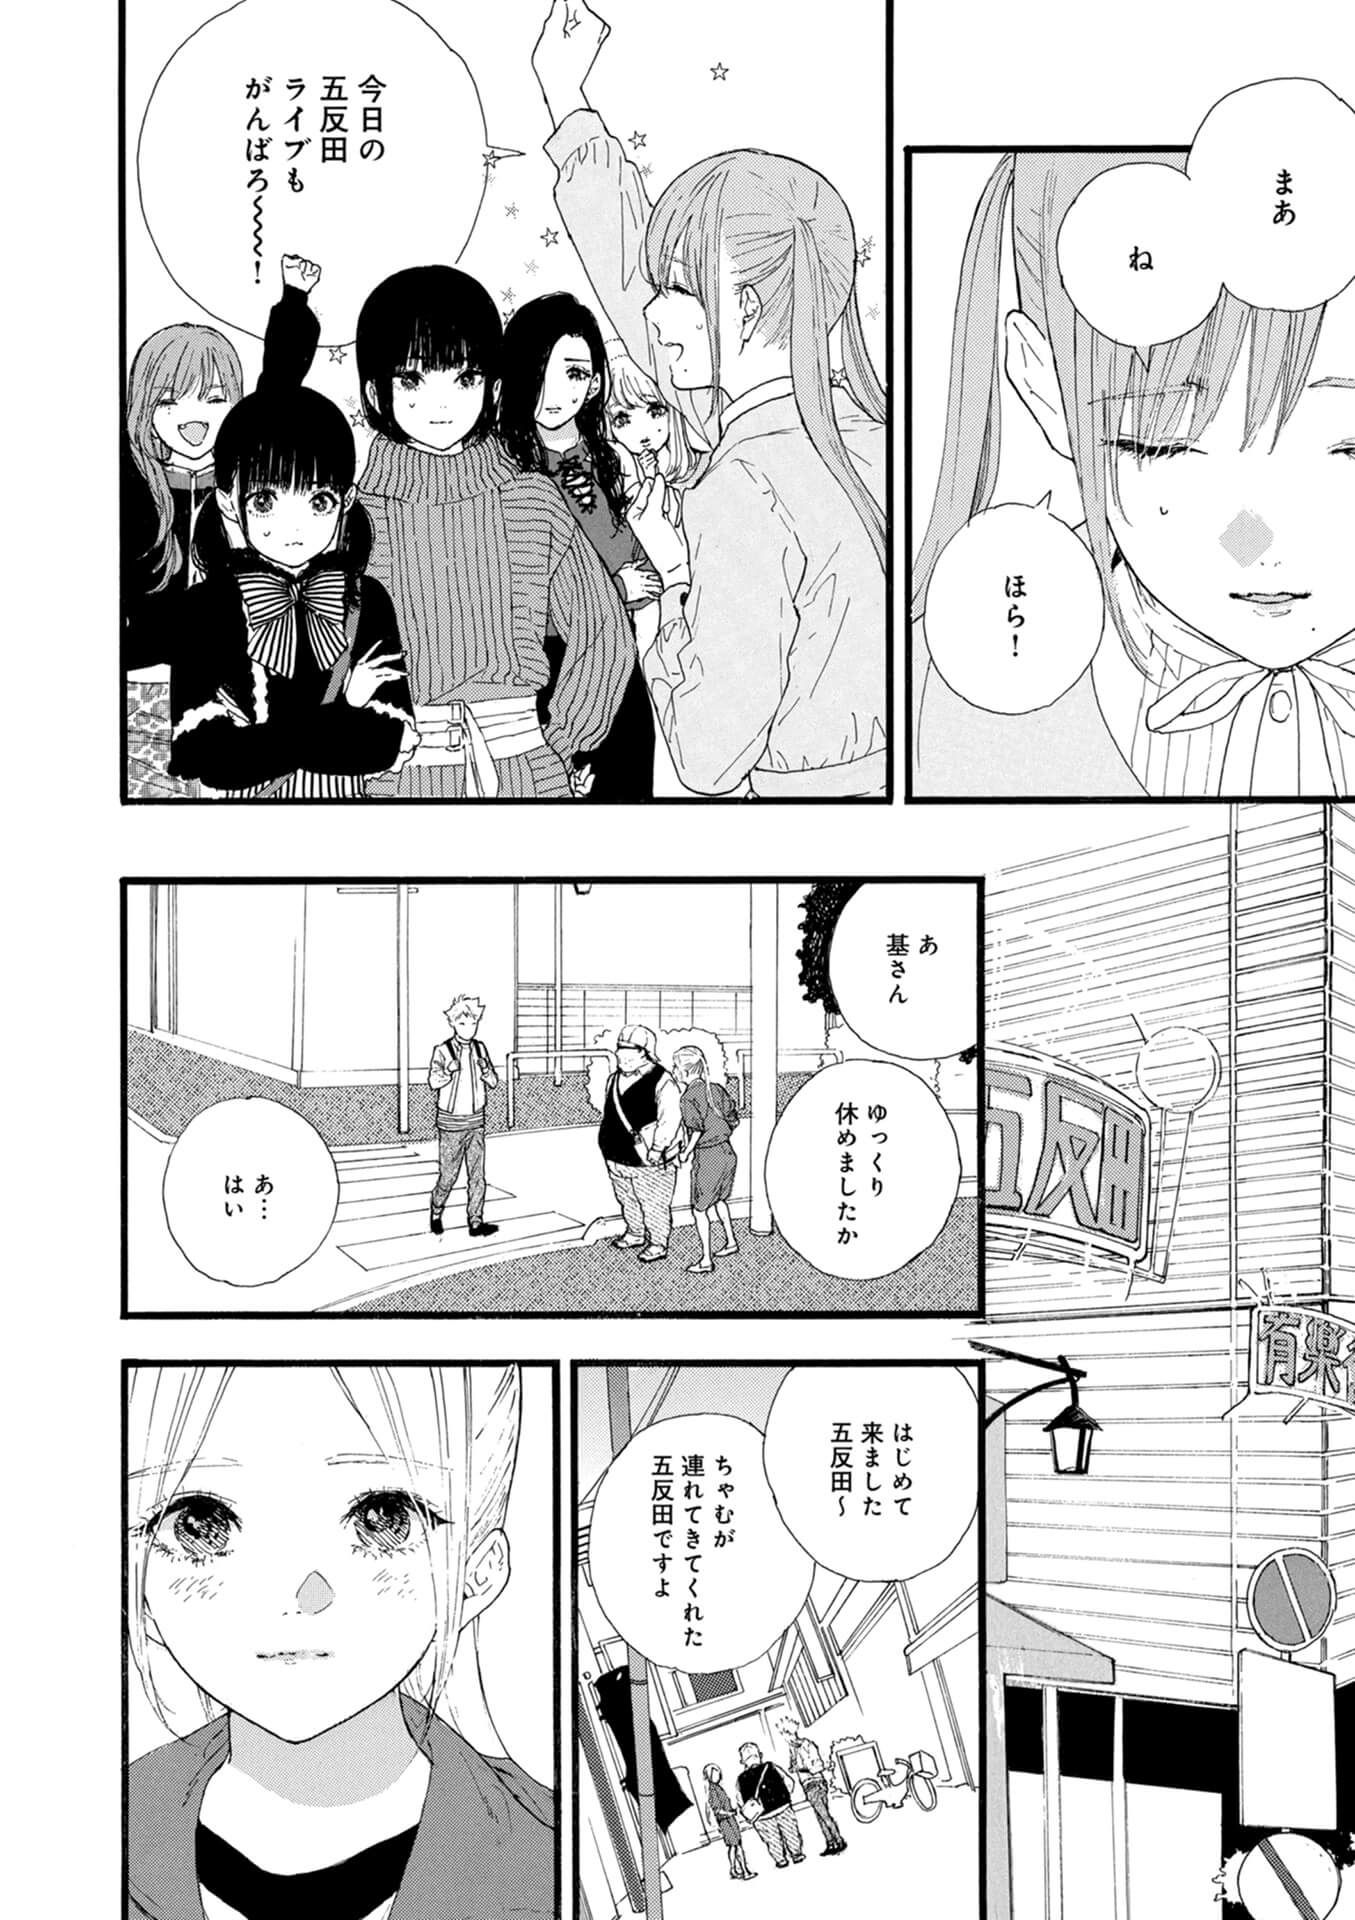 まあ
ね
ほら！
今日の
五反田
ライブも
がんばろ〜〜〜！
五反田
有楽
あ
基さん
ゆっくり
休めましたか
あ…
はい
はじめて
来ました
五反田〜
ちゃむが
連れてきてくれた
五反田ですよ